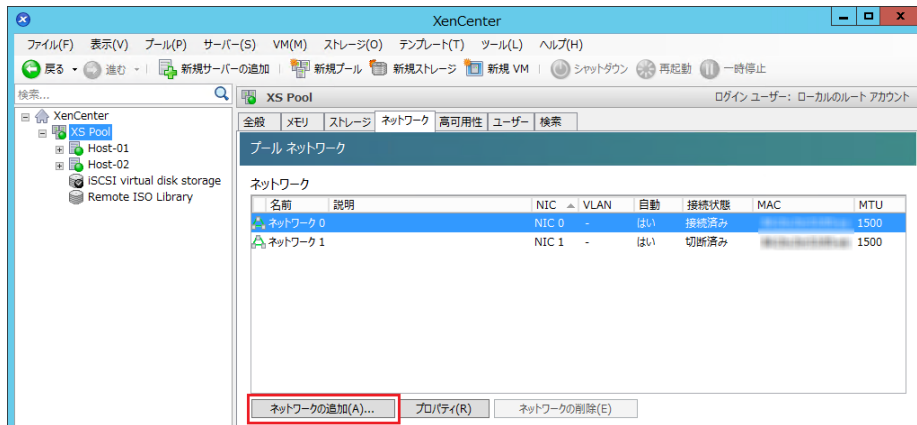 XenCenter
ファイル(F) 表示(V) プール(P) サーバー(S) VM(M) ストレージ(O) テンプレート(T) ツール(L) ヘルプ(H)
戻る 進む 新規サーバーの追加 新規プール 新規ストレージ 新規 VM シャットダウン 再起動 一時停止
検索...
XenCenter
XS Pool
Host-01
Host-02
iSCSI virtual disk storage
Remote ISO Library
XS Pool ログイン ユーザー: ローカルのルート アカウント
全般 メモリ ストレージ ネットワーク 高可用性 ユーザー 検索
プール ネットワーク
ネットワーク
名前 説明 NIC VLAN 自動 接続状態 MAC MTU
ネットワーク 0 NIC 0 - はい 接続済み 1500
ネットワーク 1 NIC 1 - はい 切断済み 1500
ネットワークの追加(A)... プロパティ(R) ネットワークの削除(E)